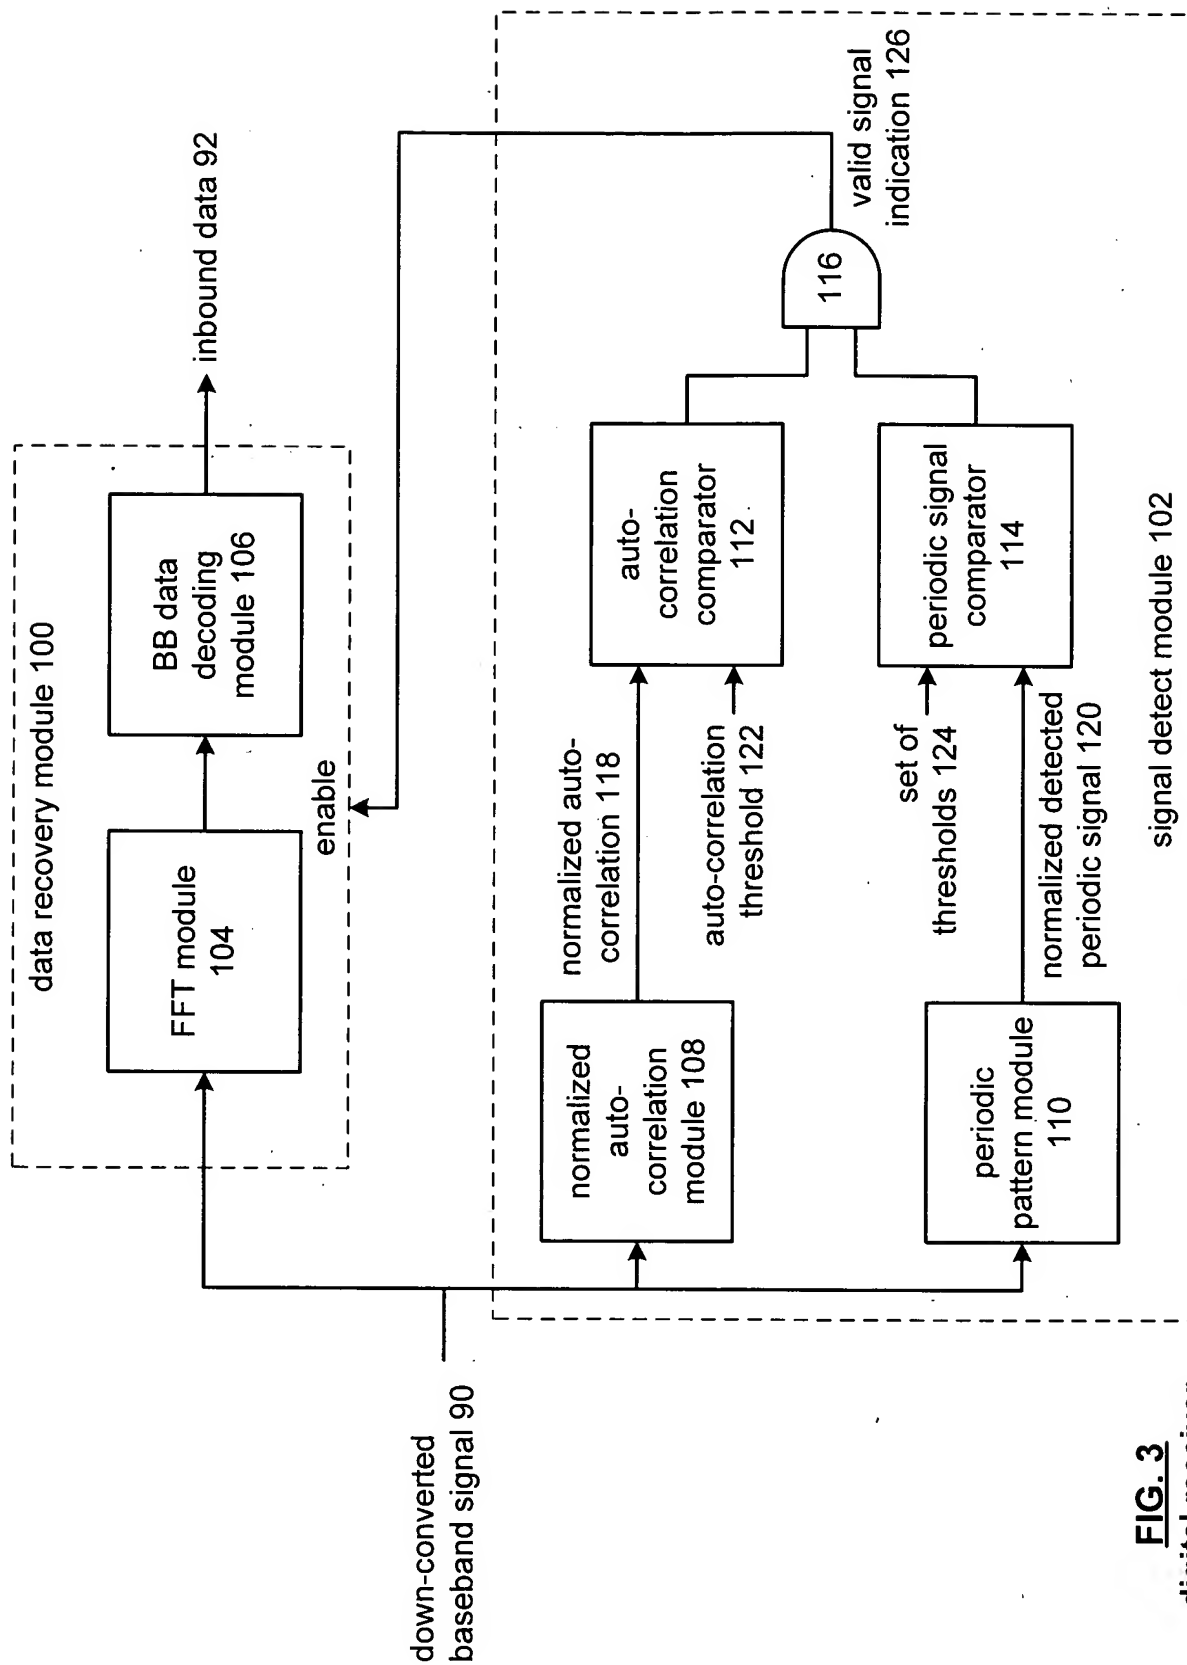 data recovery module 100
FFT module
104
BB data
decoding
module 106
inbound data 92
enable
down-converted
baseband signal 90
normalized
auto-
correlation
module 108
normalized auto-
correlation 118
auto-correlation
threshold 122
auto-
correlation
comparator
112
116
valid signal
indication 126
periodic
pattern module
110
set of
thresholds 124
normalized detected
periodic signal 120
periodic signal
comparator
114
signal detect module 102
FIG. 3